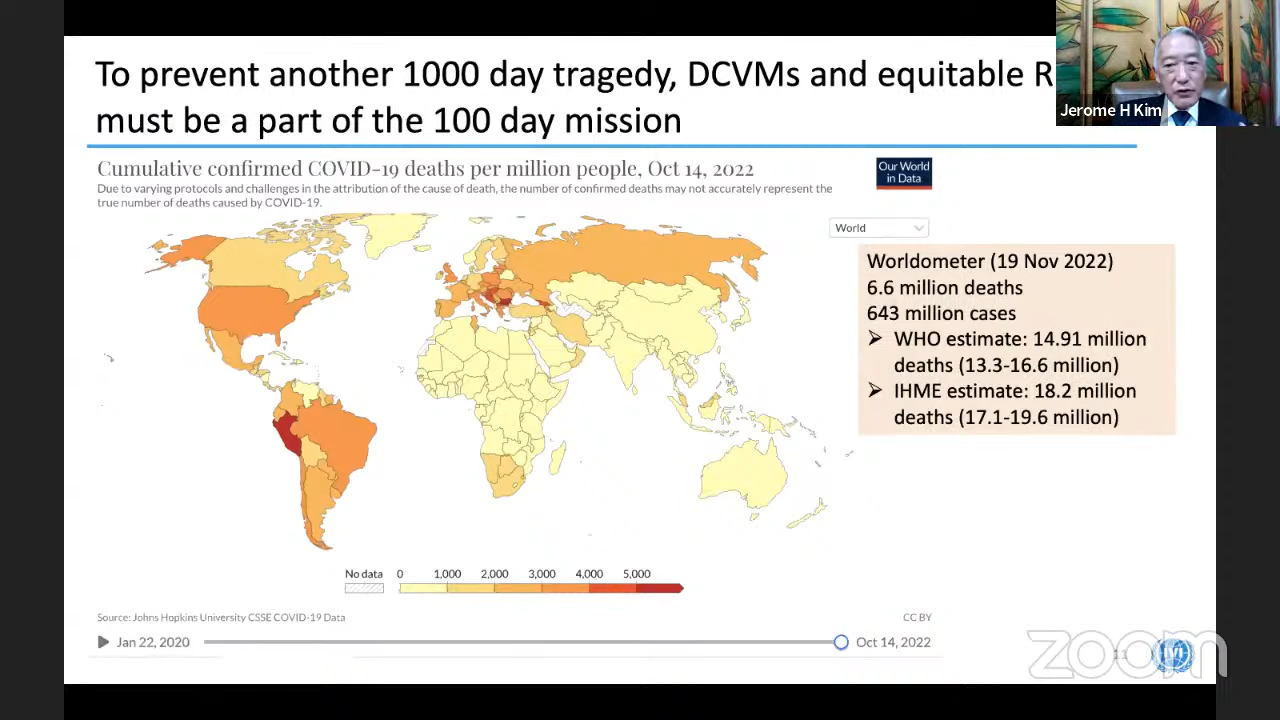 To prevent another 1000 day tragedy, DCVMs and equitable R
must be a part of the 100 day mission
Jerome H Kim
Cumulative confirmed COVID-19 deaths per million people, Oct 14, 2022
Our World
in Data
Due to varying protocols and challenges in the attribution of the cause of death, the number of confirmed deaths may not accurately represent the
true number of deaths caused by COVID-19.
World
Worldometer (19 Nov 2022)
6.6 million deaths
643 million cases
➢ WHO estimate: 14.91 million
deaths (13.3-16.6 million)
➢ IHME estimate: 18.2 million
deaths (17.1-19.6 million)
No data 0 1,000 2,000 3,000 4,000 5,000
Source: Johns Hopkins University CSSE COVID-19 Data
CC BY
Jan 22, 2020
Oct 14, 2022
zoom
11
IVI